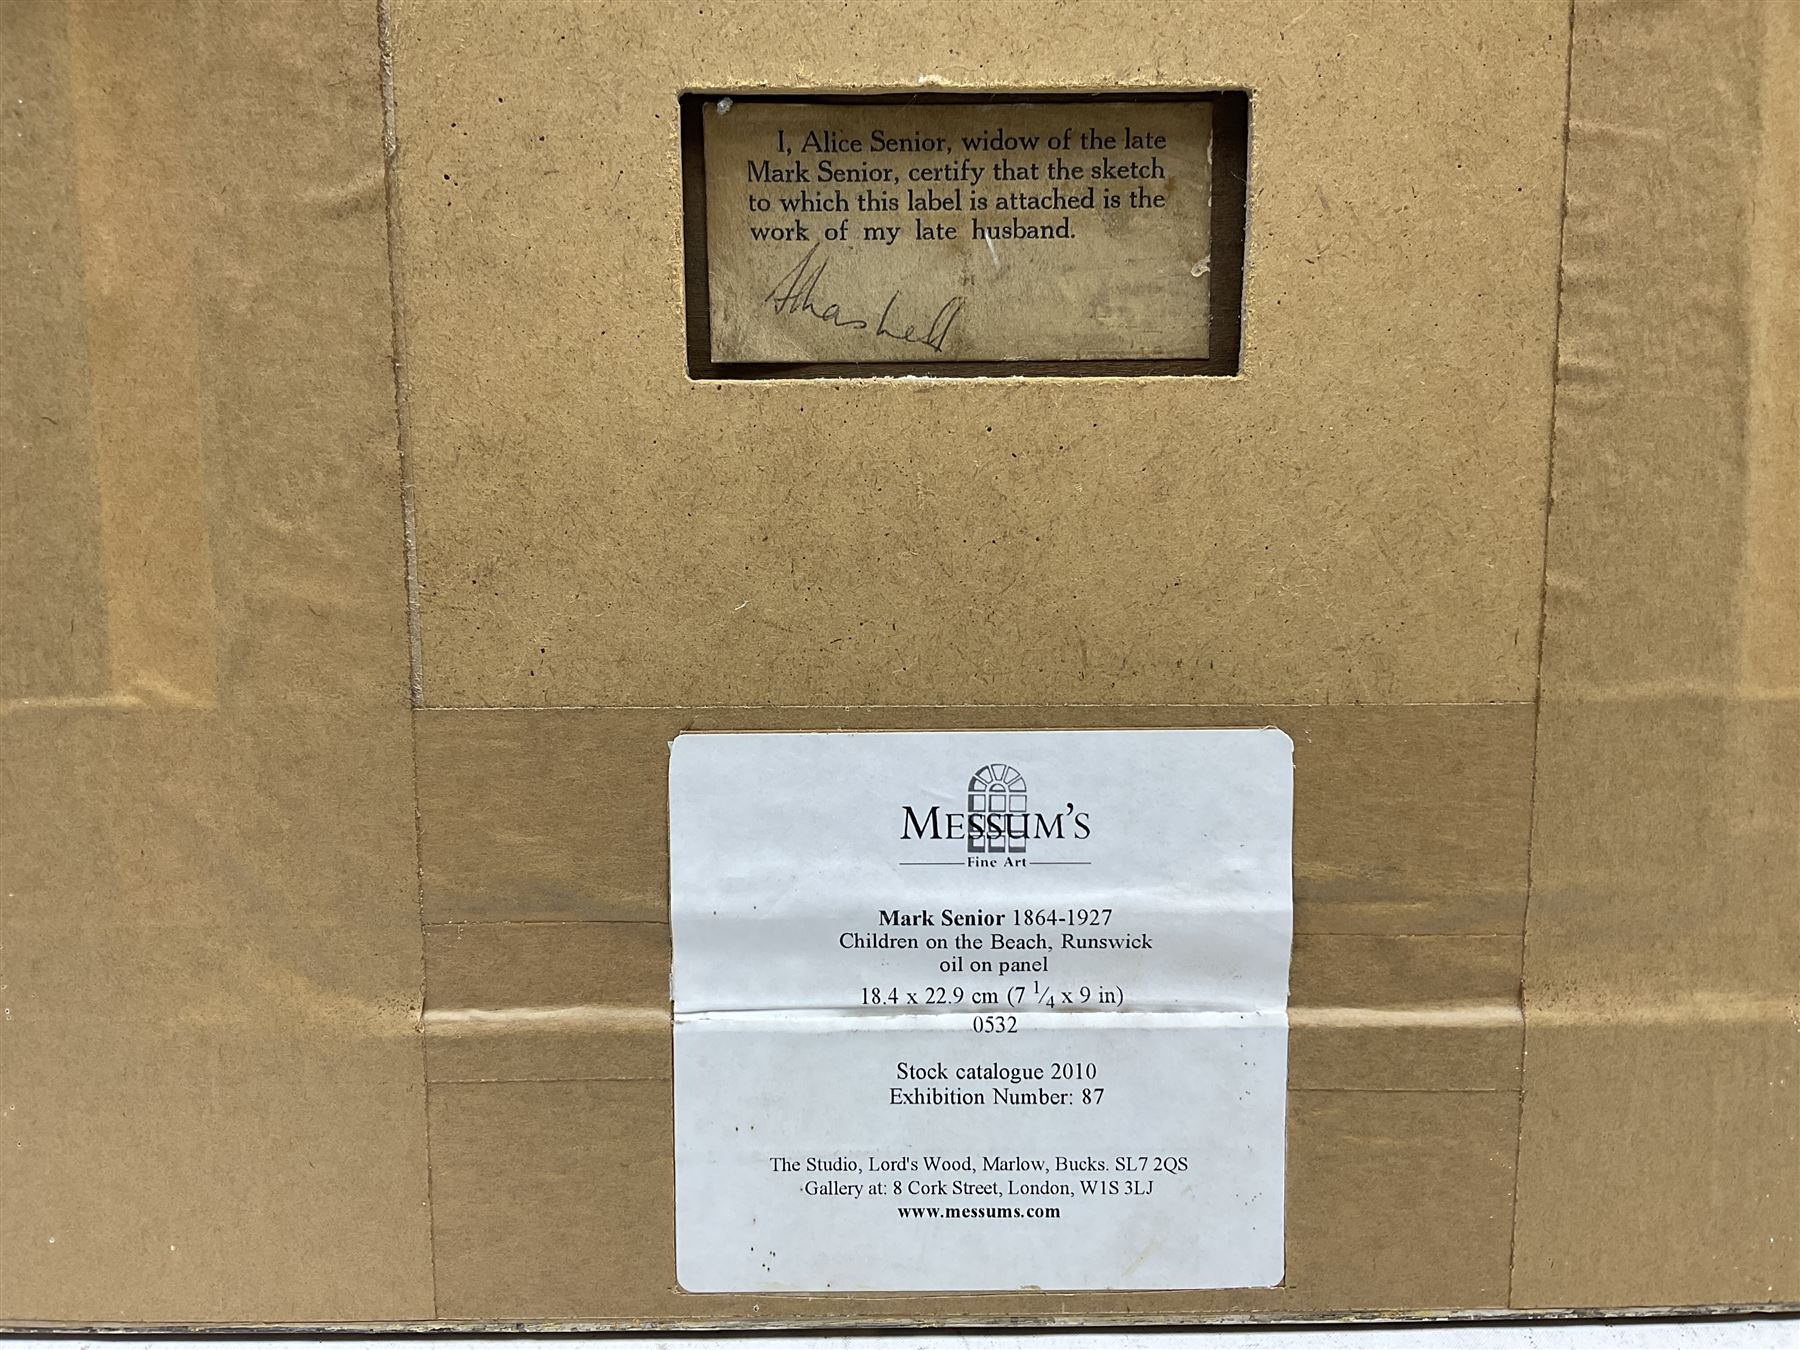 I, Alice Senior, widow of the late
Mark Senior, certify that the sketch
to which this label is attached is the
work of my late husband.
MESSUM'S
Fine Art
Mark Senior 1864-1927
Children on the Beach, Runswick
oil on panel
18.4 x 22.9 cm (7 1/4 x 9 in)
0532
Stock catalogue 2010
Exhibition Number: 87
The Studio, Lord's Wood, Marlow, Bucks. SL7 2QS
Gallery at: 8 Cork Street, London, W1S 3LJ
www.messums.com